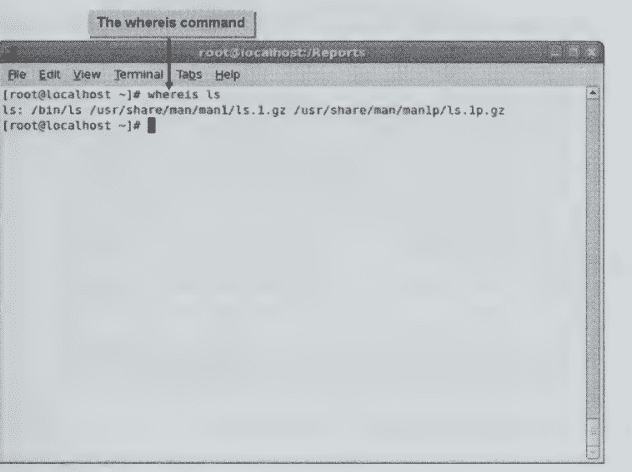 The whereis command
root@localhost:/Reports
File Edit View Terminal Tabs Help
[root@localhost ~]# whereis ls
ls: /bin/ls /usr/share/man/man1/ls.1.gz /usr/share/man/man1p/ls.1p.gz
[root@localhost ~]#